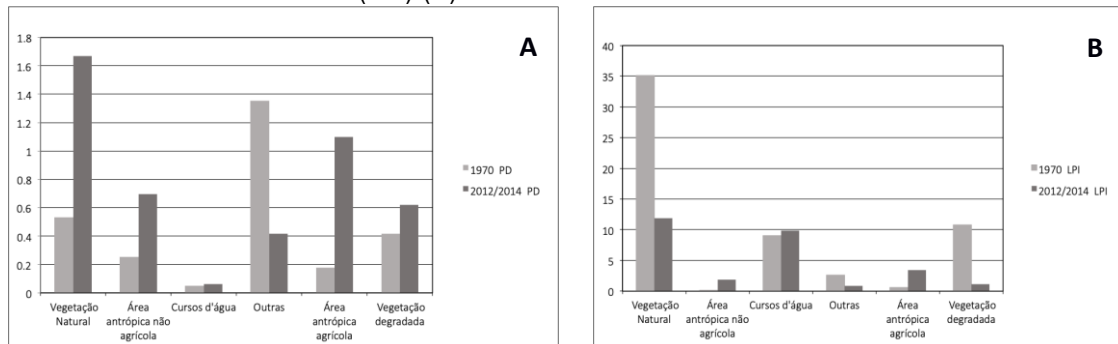 A
1.8
1.6
1.4
1.2
1
0.8
0.6
0.4
0.2
0
Vegetação Natural
Área antrópica não agrícola
Cursos d'água
Outras
Área antrópica agrícola
Vegetação degradada
1970 PD
2012/2014 PD
B
40
35
30
25
20
15
10
5
0
Vegetação Natural
Área antrópica não agrícola
Cursos d'água
Outras
Área antrópica agrícola
Vegetação degradada
1970 LPI
2012/2014 LPI